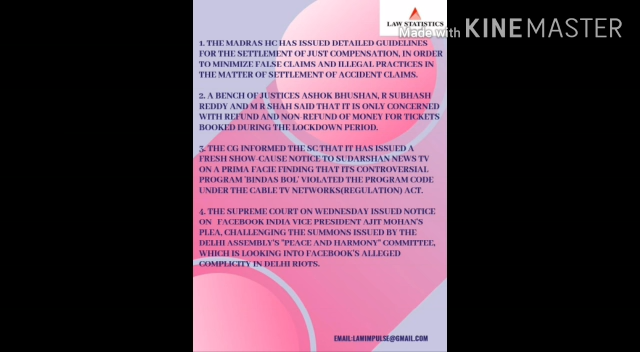 LAW STATISTICS
Made with KINEMASTER
1. THE MADRAS HC HAS ISSUED DETAILED GUIDELINES
FOR THE SETTLEMENT OF JUST COMPENSATION, IN ORDER
TO MINIMIZE FALSE CLAIMS AND ILLEGAL PRACTICES IN
THE MATTER OF SETTLEMENT OF ACCIDENT CLAIMS.
2. A BENCH OF JUSTICES ASHOK BHUSHAN, R SUBHASH
REDDY AND M R SHAH SAID THAT IT IS ONLY CONCERNED
WITH REFUND AND NON-REFUND OF MONEY FOR TICKETS
BOOKED DURING THE LOCKDOWN PERIOD.
3. THE CG INFORMED THE SC THAT IT HAS ISSUED A
FRESH SHOW-CAUSE NOTICE TO SUDARSHAN NEWS TV
ON A PRIMA FACIE FINDING THAT ITS CONTROVERSIAL
PROGRAM 'BINDAS BOL' VIOLATED THE PROGRAM CODE
UNDER THE CABLE TV NETWORKS(REGULATION) ACT.
4. THE SUPREME COURT ON WEDNESDAY ISSUED NOTICE
ON FACEBOOK INDIA VICE PRESIDENT AJIT MOHAN'S
PLEA, CHALLENGING THE SUMMONS ISSUED BY THE
DELHI ASSEMBLY'S "PEACE AND HARMONY" COMMITTEE,
WHICH IS LOOKING INTO FACEBOOK'S ALLEGED
COMPLICITY IN DELHI RIOTS.
EMAIL:LAWIMPULSE@GMAIL.COM